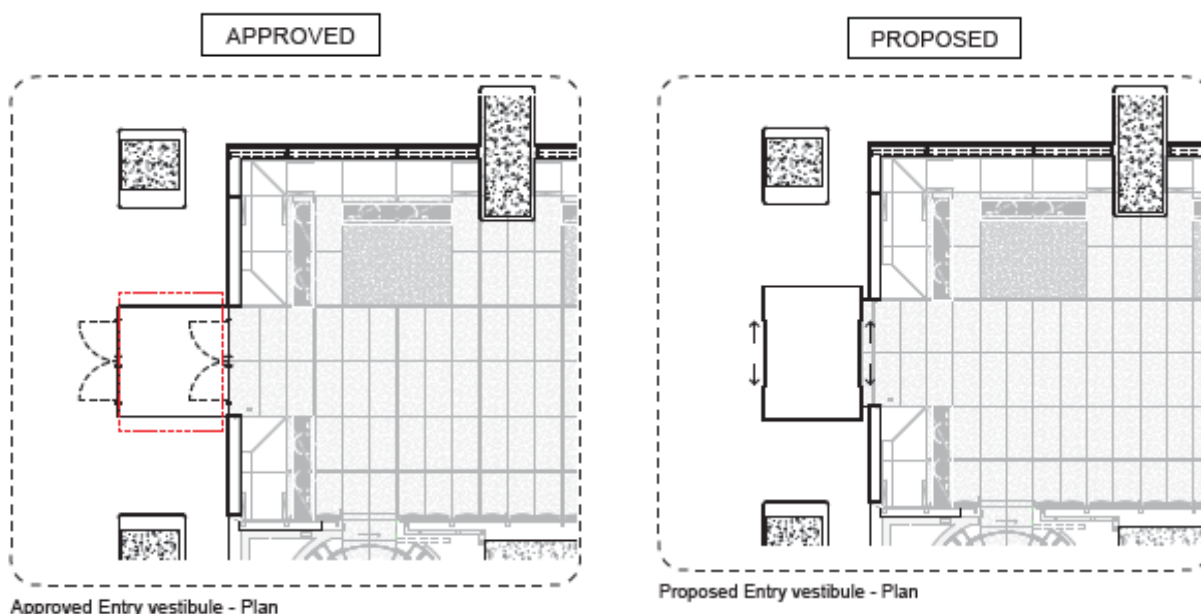 APPROVED
PROPOSED
Approved Entry vestibule - Plan
Proposed Entry vestibule - Plan